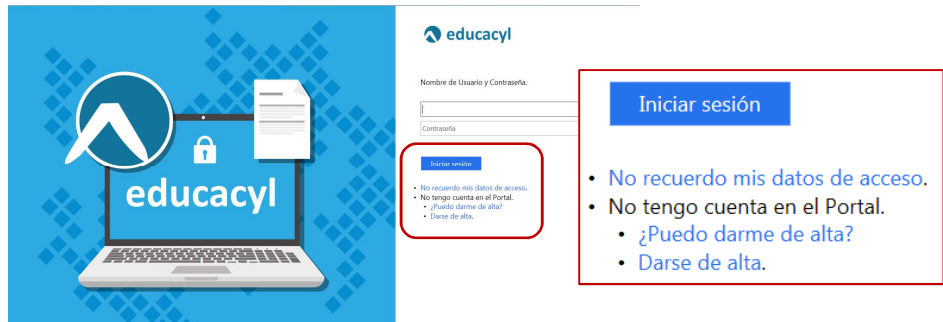 educacyl
educacyl
Nombre de Usuario y Contraseña.
Contraseña
Iniciar sesión
No recuerdo mis datos de acceso.
No tengo cuenta en el Portal.
¿Puedo darme de alta?
Darse de alta.
Iniciar sesión
No recuerdo mis datos de acceso.
No tengo cuenta en el Portal.
¿Puedo darme de alta?
Darse de alta.